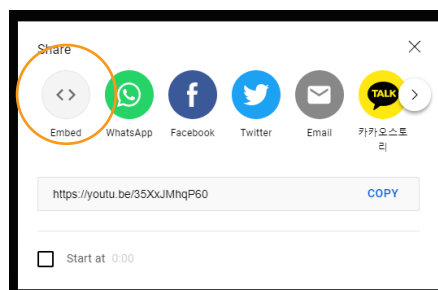 Share
TALK
Embed WhatsApp Facebook Twitter Email 카카오스토
리
https://youtu.be/35XxJMhqP60 COPY
Start at 0:00